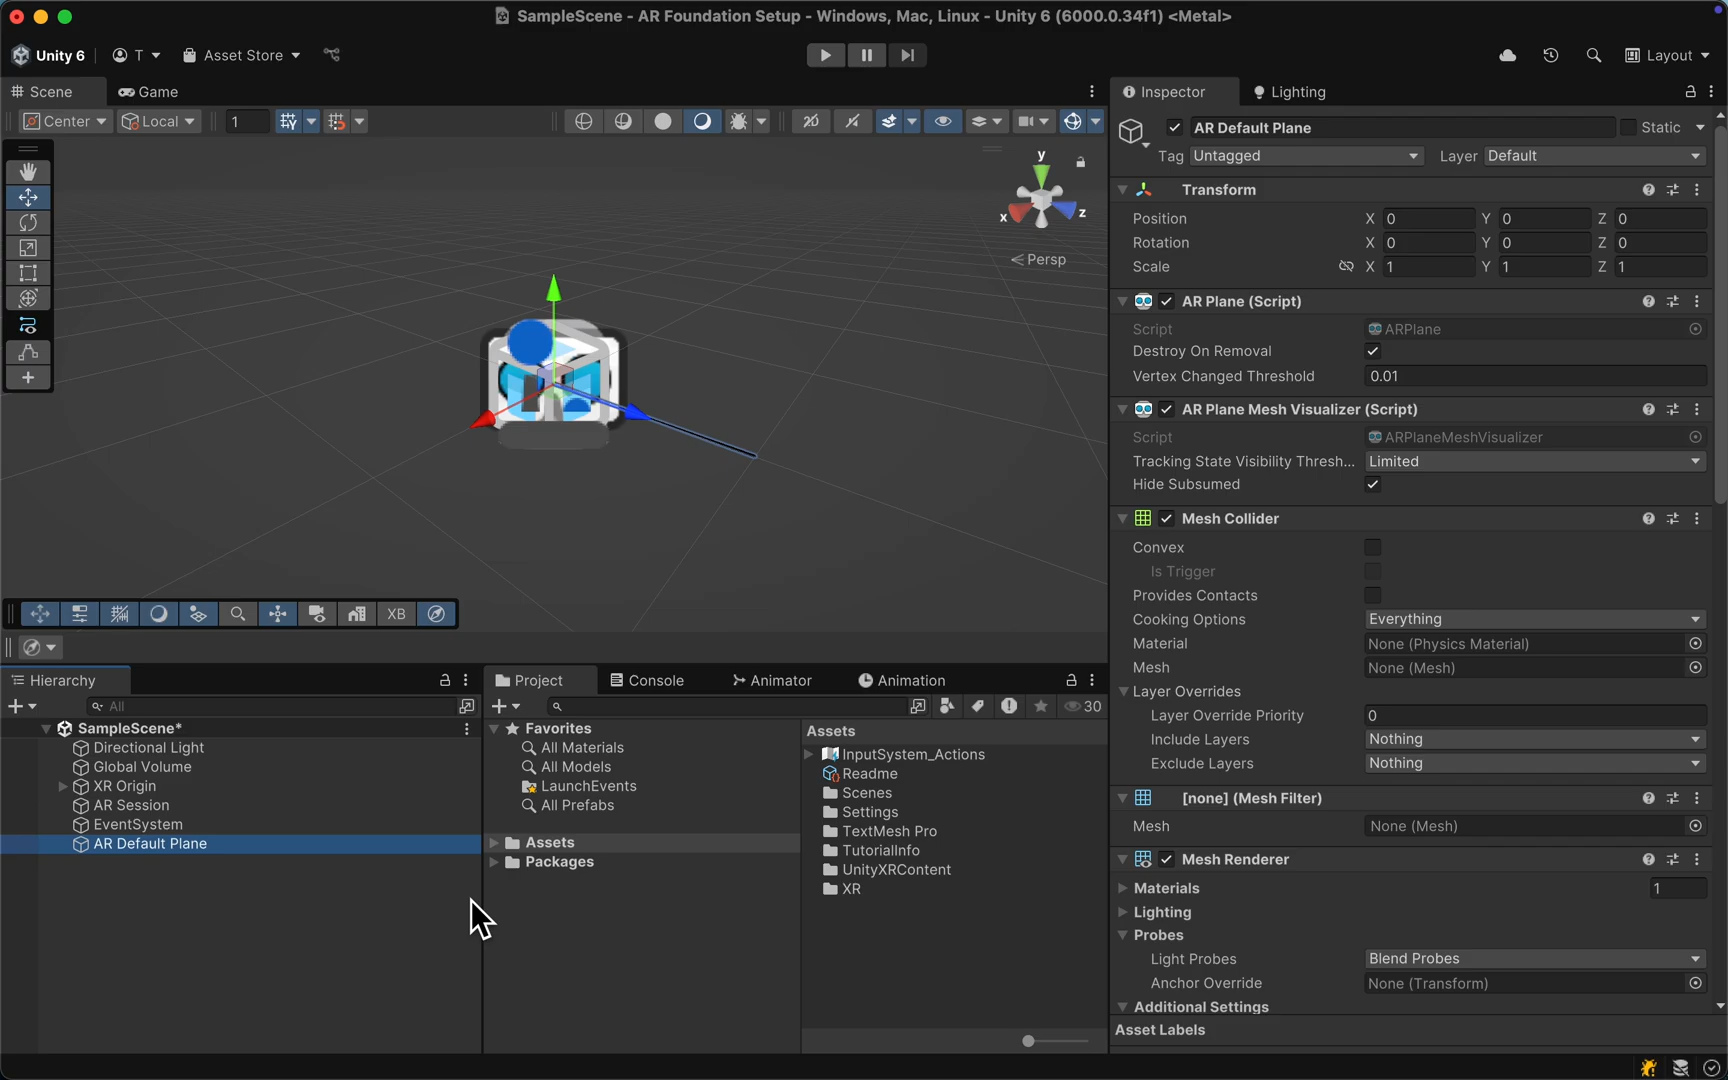 SampleScene - AR Foundation Setup - Windows, Mac, Linux - Unity 6 (6000.0.34f1) <Metal>
Unity 6
T
Asset Store
Layout
Scene
Game
Center
Local
1
2D
y
x
z
Persp
XB
Hierarchy
All
SampleScene*
Directional Light
Global Volume
XR Origin
AR Session
EventSystem
AR Default Plane
Project
Console
Animator
Animation
30
Favorites
All Materials
All Models
LaunchEvents
All Prefabs
Assets
Packages
Assets
InputSystem_Actions
Readme
Scenes
Settings
TextMesh Pro
TutorialInfo
UnityXRContent
XR
Inspector
Lighting
AR Default Plane
Static
Tag Untagged
Layer Default
Transform
Position X 0 Y 0 Z 0
Rotation X 0 Y 0 Z 0
Scale X 1 Y 1 Z 1
AR Plane (Script)
Script ARPlane
Destroy On Removal
Vertex Changed Threshold 0.01
AR Plane Mesh Visualizer (Script)
Script ARPlaneMeshVisualizer
Tracking State Visibility Thresh... Limited
Hide Subsumed
Mesh Collider
Convex
Is Trigger
Provides Contacts
Cooking Options Everything
Material None (Physics Material)
Mesh None (Mesh)
Layer Overrides
Layer Override Priority 0
Include Layers Nothing
Exclude Layers Nothing
[none] (Mesh Filter)
Mesh None (Mesh)
Mesh Renderer
Materials 1
Lighting
Probes
Light Probes Blend Probes
Anchor Override None (Transform)
Additional Settings
Asset Labels